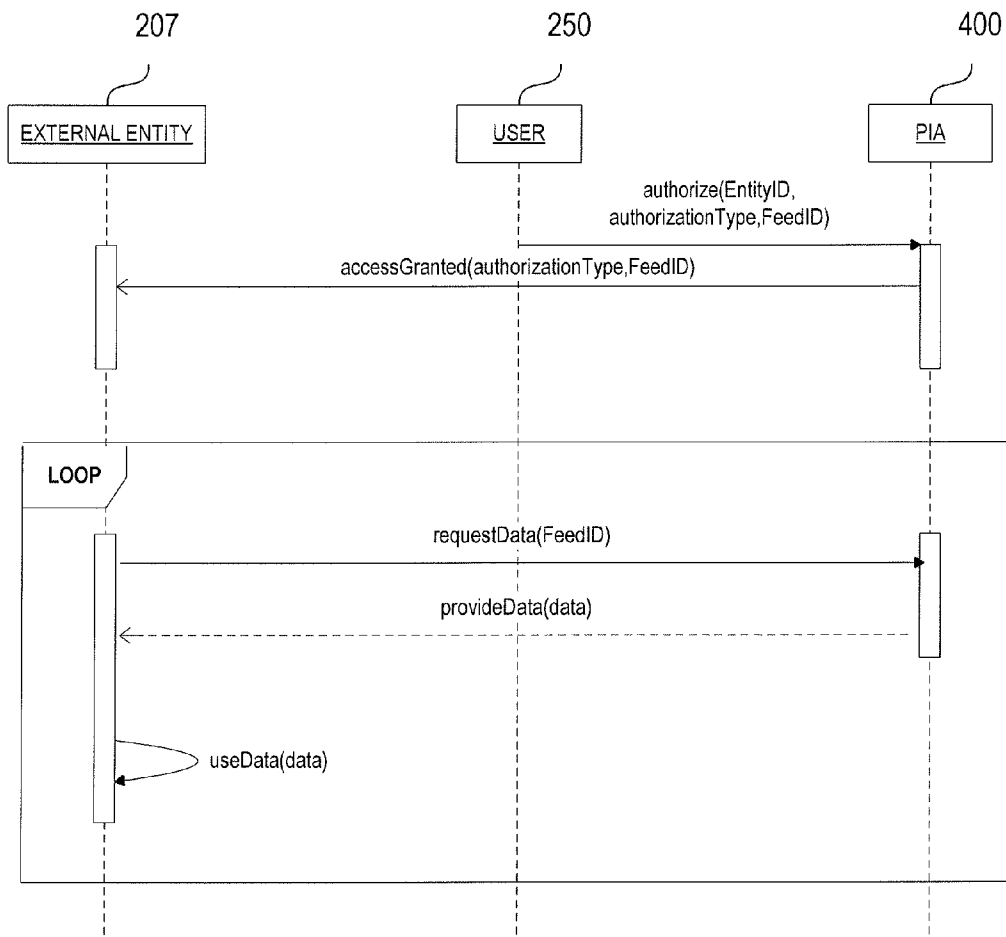 207
250
400
EXTERNAL ENTITY
USER
PIA
authorize(EntityID,
authorizationType,FeedID)
accessGranted(authorizationType,FeedID)
LOOP
requestData(FeedID)
provideData(data)
useData(data)